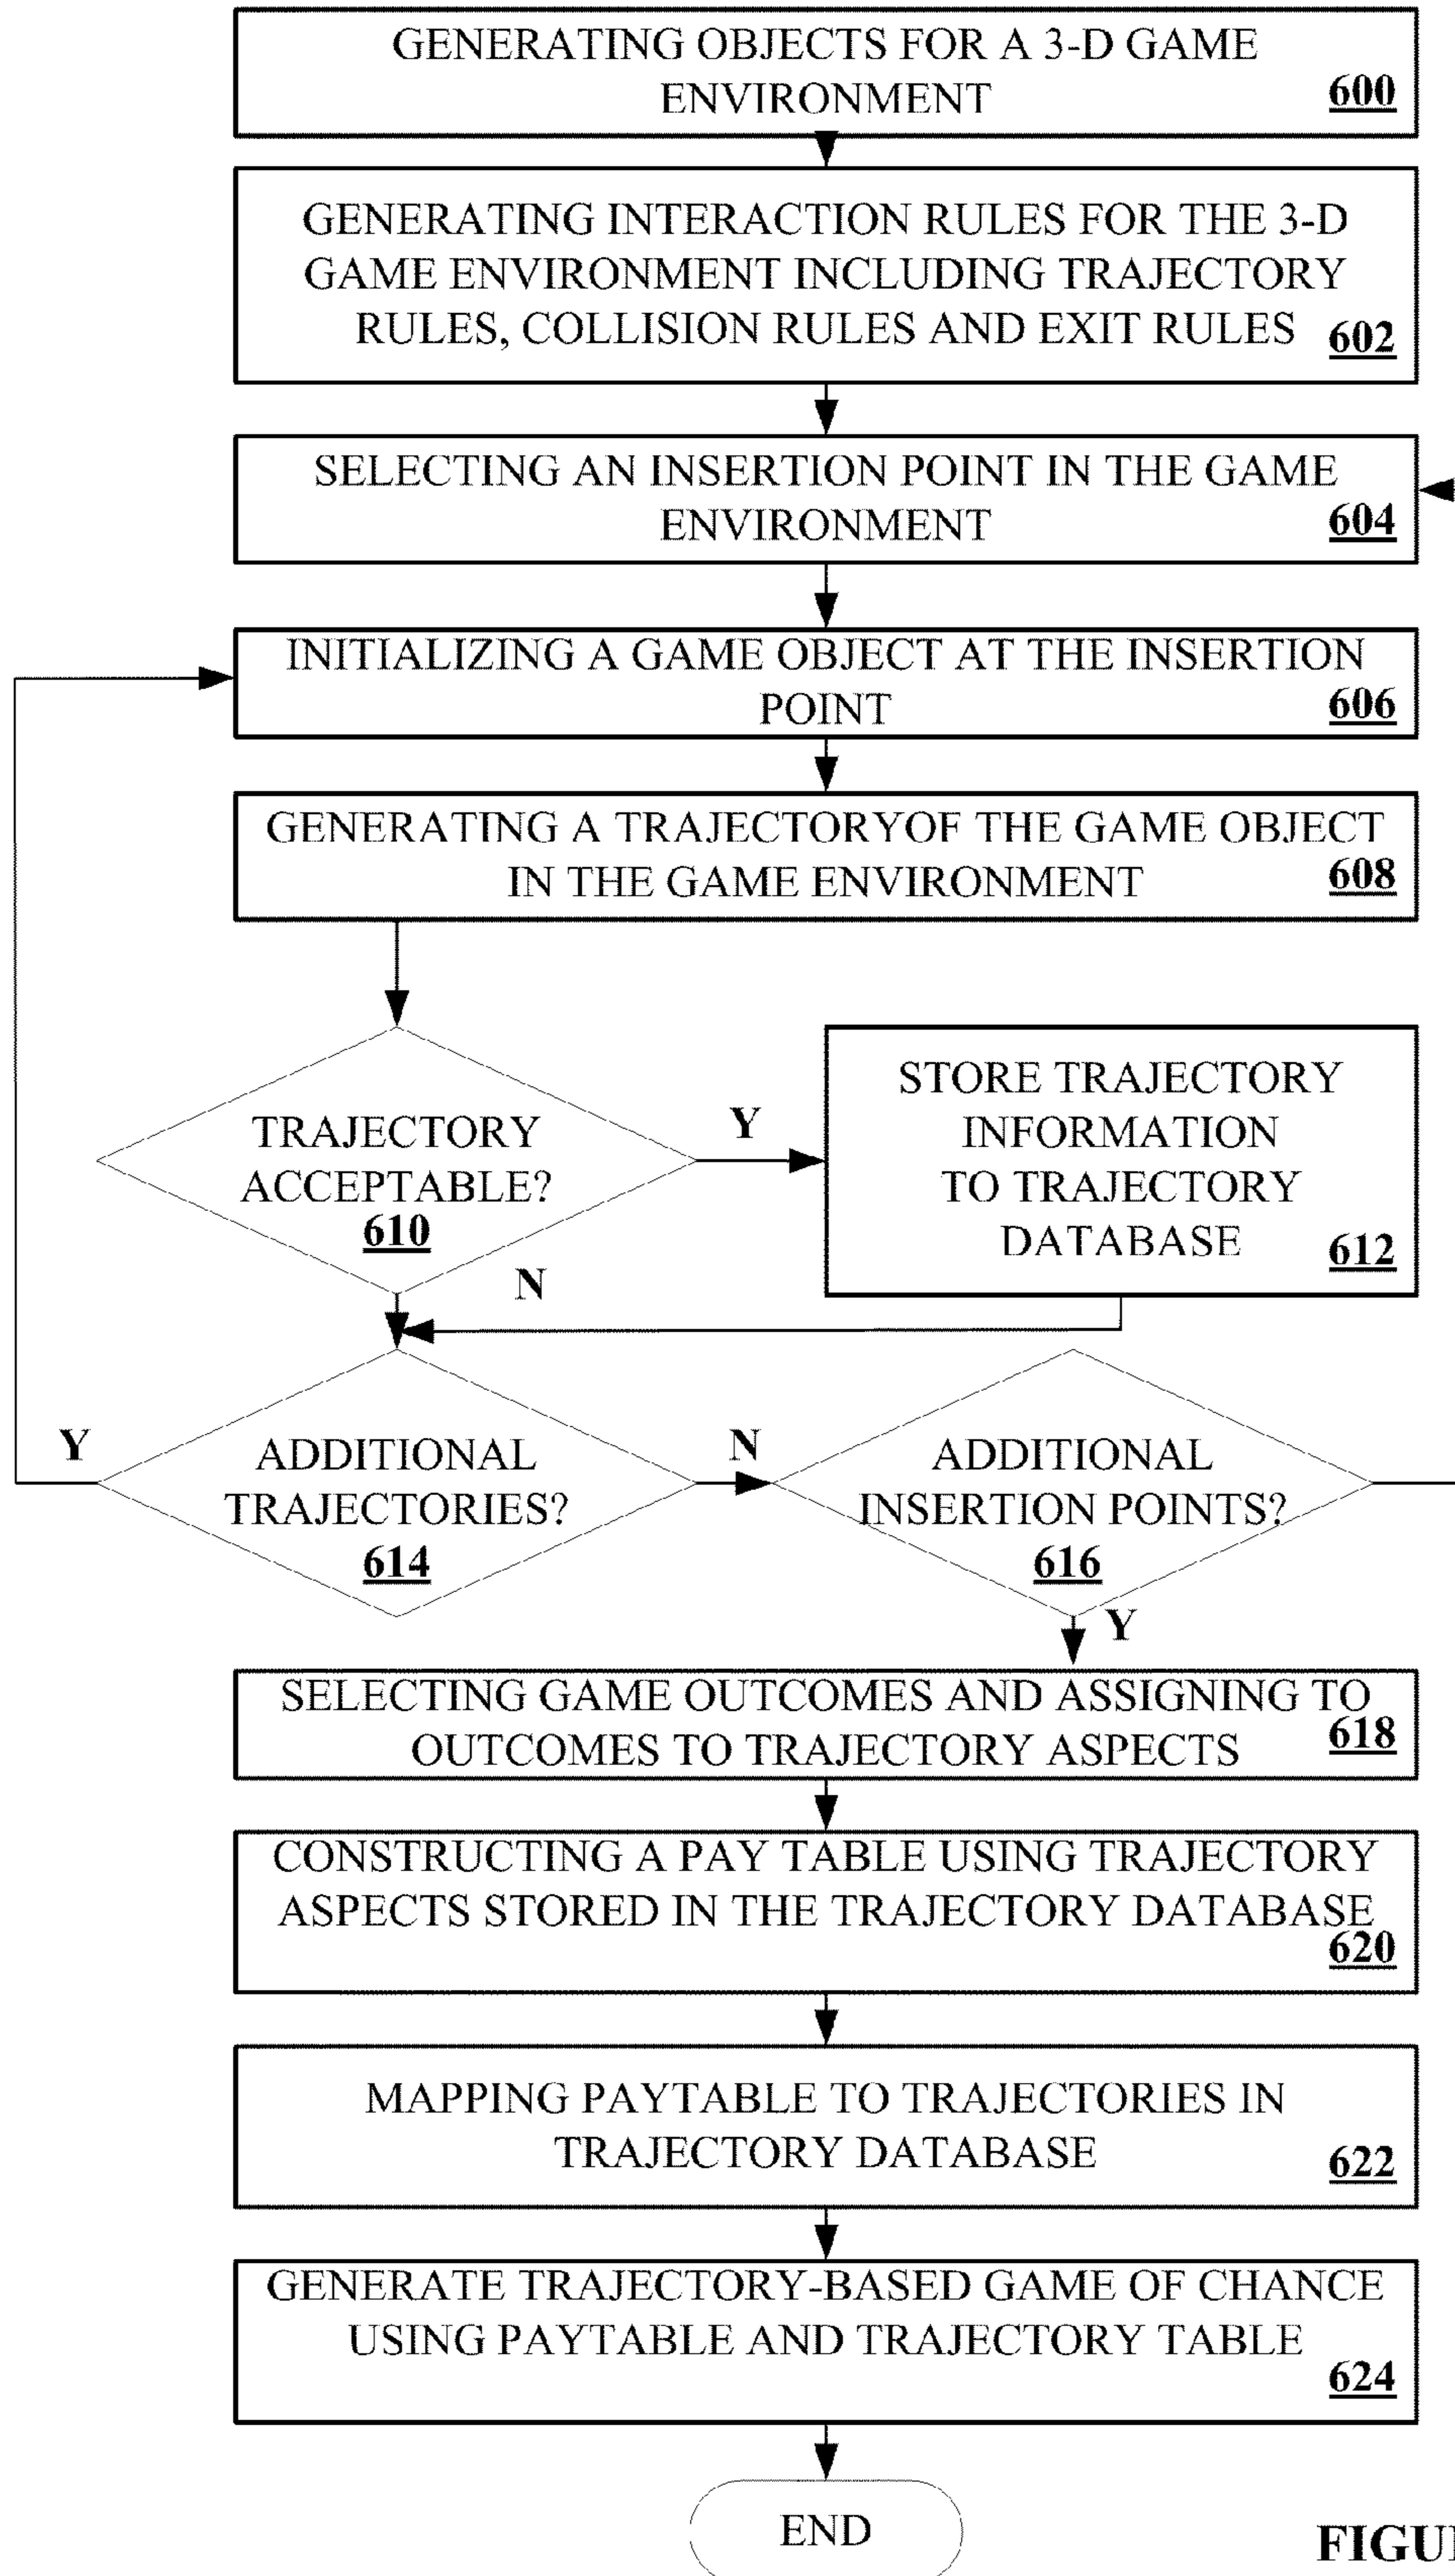 GENERATING OBJECTS FOR A 3-D GAME
ENVIRONMENT
600
GENERATING INTERACTION RULES FOR THE 3-D
GAME ENVIRONMENT INCLUDING TRAJECTORY
RULES, COLLISION RULES AND EXIT RULES
602
SELECTING AN INSERTION POINT IN THE GAME
ENVIRONMENT
604
INITIALIZING A GAME OBJECT AT THE INSERTION
POINT
606
GENERATING A TRAJECTORYOF THE GAME OBJECT
IN THE GAME ENVIRONMENT
608
TRAJECTORY
ACCEPTABLE?
610
Y
STORE TRAJECTORY
INFORMATION
TO TRAJECTORY
DATABASE
612
N
Y
ADDITIONAL
TRAJECTORIES?
614
N
ADDITIONAL
INSERTION POINTS?
616
Y
SELECTING GAME OUTCOMES AND ASSIGNING TO
OUTCOMES TO TRAJECTORY ASPECTS
618
CONSTRUCTING A PAY TABLE USING TRAJECTORY
ASPECTS STORED IN THE TRAJECTORY DATABASE
620
MAPPING PAYTABLE TO TRAJECTORIES IN
TRAJECTORY DATABASE
622
GENERATE TRAJECTORY-BASED GAME OF CHANCE
USING PAYTABLE AND TRAJECTORY TABLE
624
END